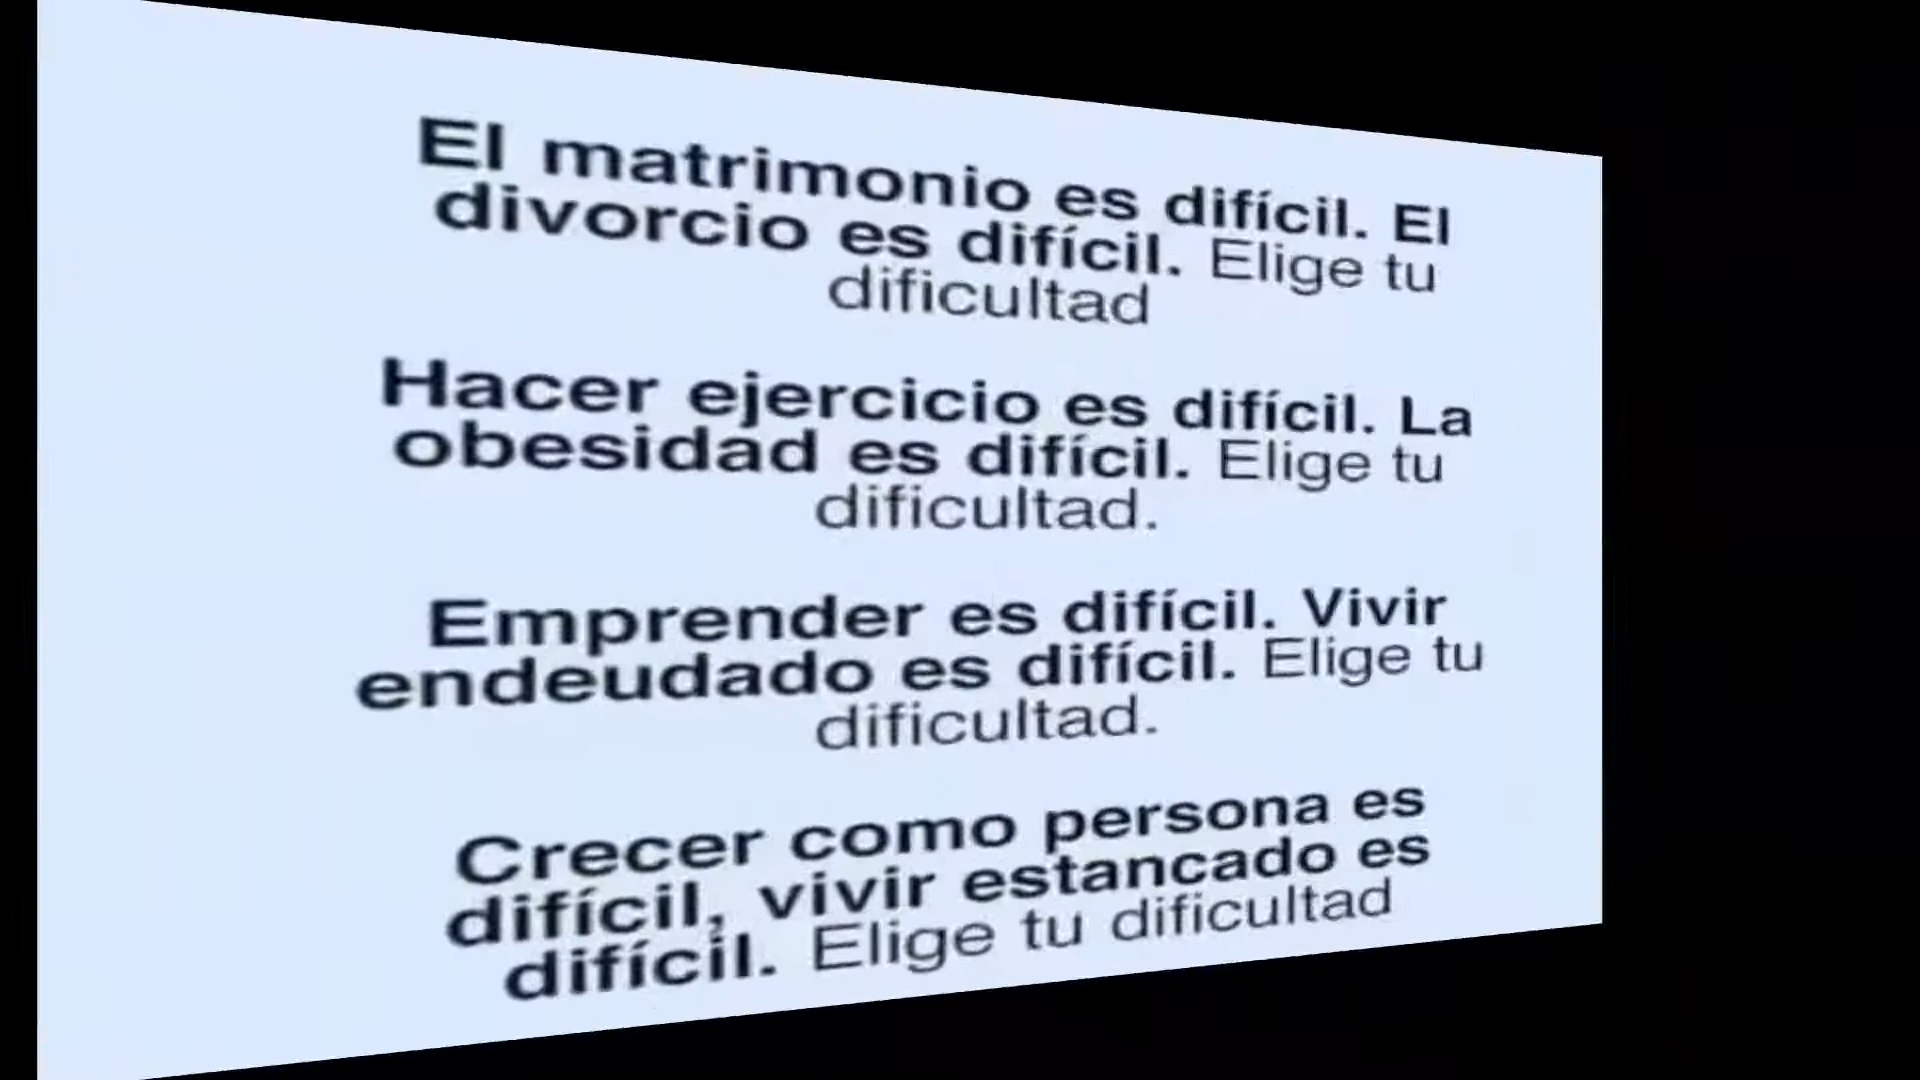 El matrimonio es difícil. El
divorcio es difícil. Elige tu
dificultad
Hacer ejercicio es difícil. La
obesidad es difícil. Elige tu
dificultad.
Emprender es difícil. Vivir
endeudado es difícil. Elige tu
dificultad.
Crecer como persona es
difícil, vivir estancado es
difícil. Elige tu dificultad